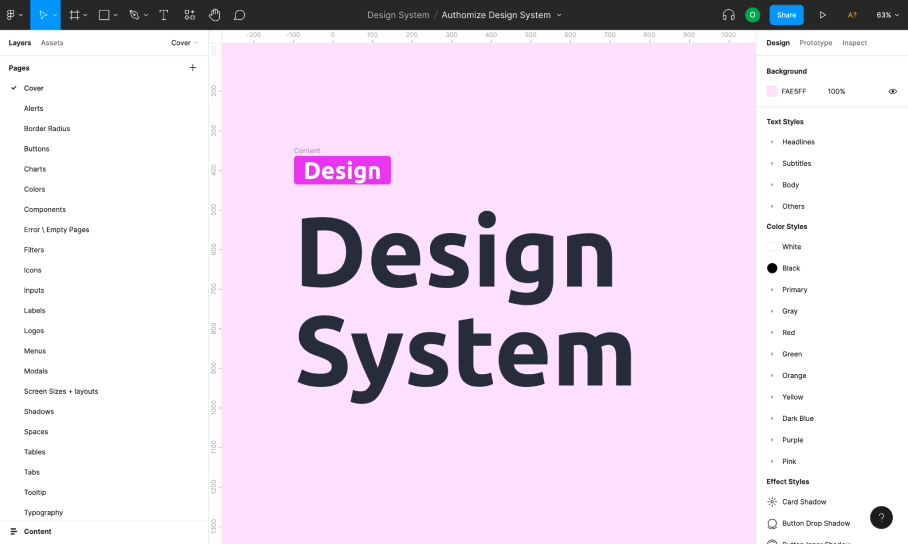 Design System / Authomize Design System
O
Share
A?
63%
Layers
Assets
Cover
Pages
Cover
Alerts
Border Radius
Buttons
Charts
Colors
Components
Error \ Empty Pages
Filters
Icons
Inputs
Labels
Logos
Menus
Modals
Screen Sizes + layouts
Shadows
Spaces
Tables
Tabs
Tooltip
Typography
Content
-200 -100 0 100 200 300 400 500 600 700 800 900 1000
200
300
400
500
600
700
800
900
1000
1100
1200
1300
Content
Design
Design
System
Design
Prototype
Inspect
Background
FAE5FF 100%
Text Styles
Headlines
Subtitles
Body
Others
Color Styles
White
Black
Primary
Gray
Red
Green
Orange
Yellow
Dark Blue
Purple
Pink
Effect Styles
Card Shadow
Button Drop Shadow
Button Inner Shadow
?